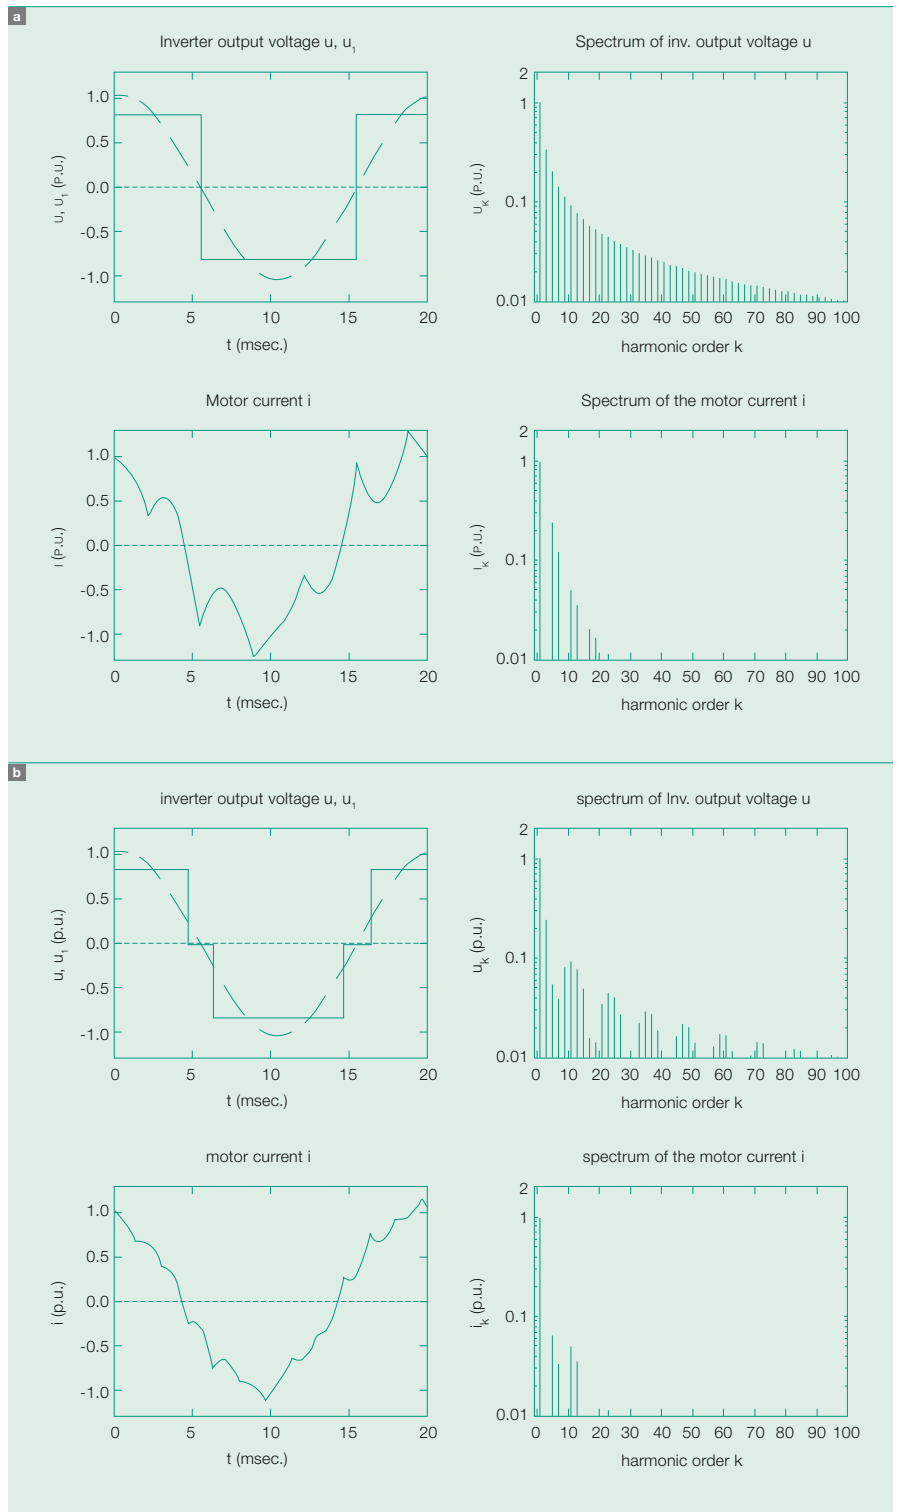 a
Inverter output voltage u, u1
Spectrum of inv. output voltage u
1.0
0.5
0.0
-0.5
-1.0
U, U1 (P.U.)
0 5 10 15 20
t (msec.)
2
1
0.1
0.01
UK (P.U.)
0 10 20 30 40 50 60 70 80 90 100
harmonic order k
Motor current i
Spectrum of the motor current i
1.0
0.5
0.0
-0.5
-1.0
I (P.U.)
0 5 10 15 20
t (msec.)
2
1
0.1
0.01
IK (P.U.)
0 10 20 30 40 50 60 70 80 90 100
harmonic order k
b
inverter output voltage u, u1
spectrum of Inv. output voltage u
1.0
0.5
0.0
-0.5
-1.0
u, u1 (p.u.)
0 5 10 15 20
t (msec.)
2
1
0.1
0.01
uk (p.u.)
0 10 20 30 40 50 60 70 80 90 100
harmonic order k
motor current i
spectrum of the motor current i
1.0
0.5
0.0
-0.5
-1.0
i (p.u.)
0 5 10 15 20
t (msec.)
2
1
0.1
0.01
ik (p.u.)
0 10 20 30 40 50 60 70 80 90 100
harmonic order k